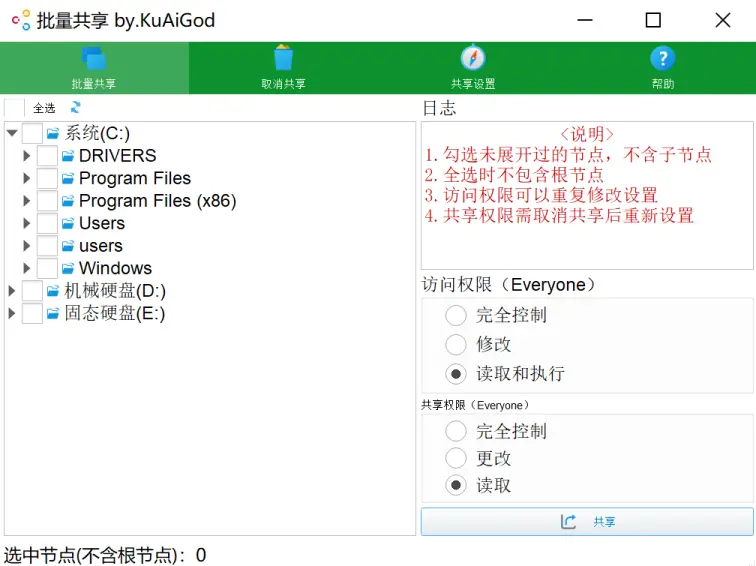 批量共享 by.KuAiGod
批量共享
取消共享
共享设置
帮助
全选
系统(C:)
DRIVERS
Program Files
Program Files (x86)
Users
users
Windows
机械硬盘(D:)
固态硬盘(E:)
日志
<说明>
1.勾选未展开过的节点，不含子节点
2.全选时不包含根节点
3.访问权限可以重复修改设置
4.共享权限需取消共享后重新设置
访问权限（Everyone）
完全控制
修改
读取和执行
共享权限（Everyone）
完全控制
更改
读取
共享
选中节点(不含根节点)：0